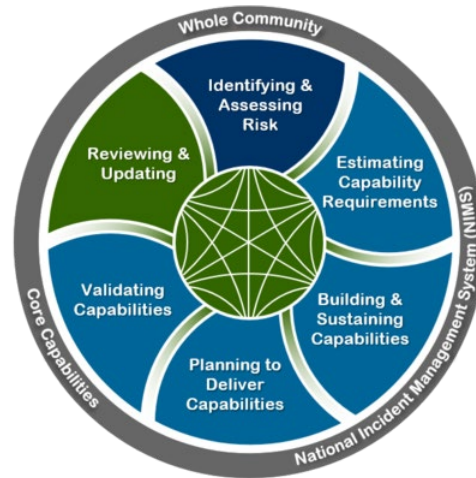 Whole Community
Identifying &
Assessing
Risk
Estimating
Capability
Requirements
Building &
Sustaining
Capabilities
Planning to
Deliver
Capabilities
Validating
Capabilities
Reviewing &
Updating
National Incident Management System (NIMS)
Core Capabilities